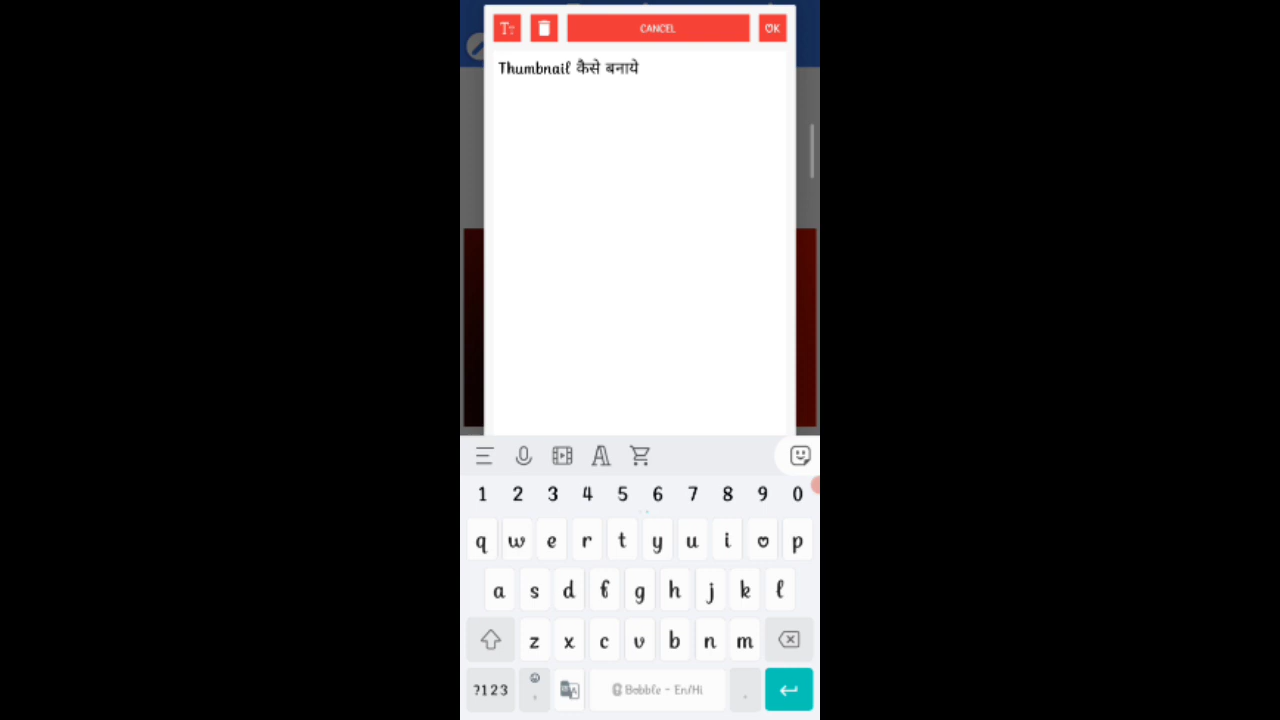 CANCEL OK
Thumbnail कैसे बनाये
1 2 3 4 5 6 7 8 9 0
q w e r t y u i o p
a s d f g h j k l
z x c v b n m
?123 , Bobble - En/Hi .